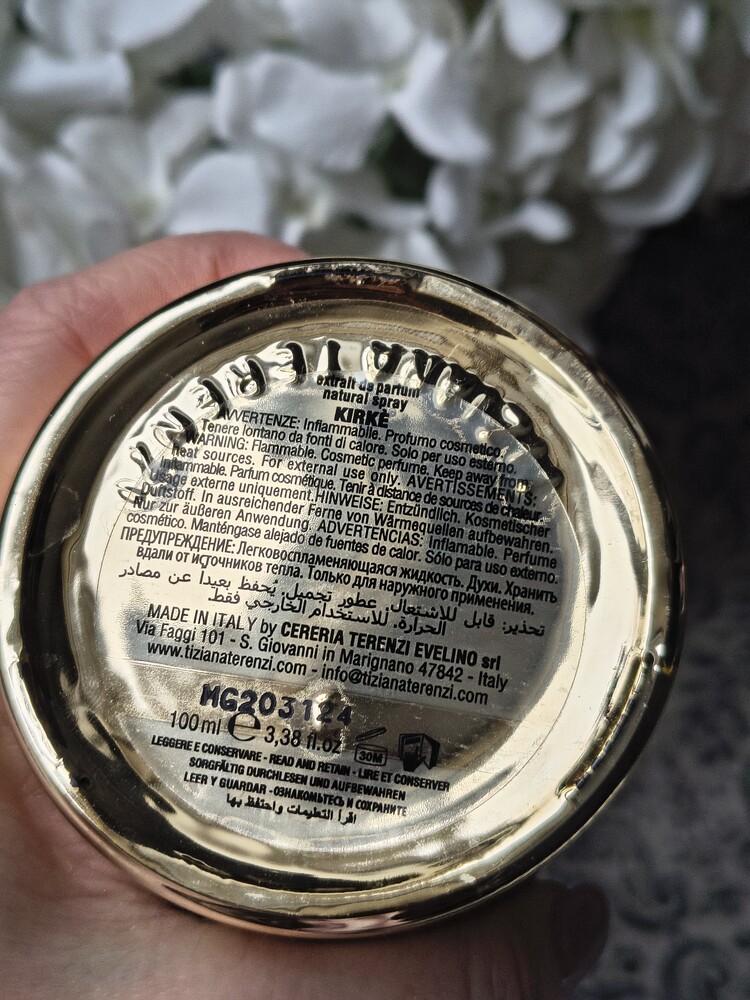 TIZIANA TERENZI
extrait de parfum
natural spray
KIRKÈ
AVVERTENZE: Infiammabile. Profumo cosmetico.
Tenere lontano da fonti di calore. Solo per uso esterno.
WARNING: Flammable. Cosmetic perfume. Keep away from
heat sources. For external use only. AVERTISSEMENTS:
Inflammable. Parfum cosmétique. Tenir à distance de sources de chaleur.
Usage externe uniquement. HINWEISE: Entzündlich. Kosmetischer
Duftstoff. In ausreichender Ferne von Wärmequellen aufbewahren.
Nur zur äußeren Anwendung. ADVERTENCIAS: Inflamable. Perfume
cosmético. Manténgase alejado de fuentes de calor. Sólo para uso externo.
ПРЕДУПРЕЖДЕНИЕ: Легковоспламеняющаяся жидкость. Духи. Хранить
вдали от источников тепла. Только для наружного применения.
تحذير: قابل للاشتعال. عطور تجميل. يُحفظ بعيداً عن مصادر
الحرارة. للاستخدام الخارجي فقط
MADE IN ITALY by CERERIA TERENZI EVELINO srl
Via Faggi 101 - S. Giovanni in Marignano 47842 - Italy
www.tizianaterenzi.com - info@tizianaterenzi.com
MG203124
100 ml ℮ 3,38 fl.oz 30M
LEGGERE E CONSERVARE - READ AND RETAIN - LIRE ET CONSERVER
SORGFÄLTIG DURCHLESEN UND AUFBEWAHREN
LEER Y GUARDAR - ОЗНАКОМЬТЕСЬ И СОХРАНИТЕ
اقرأ التعليمات واحتفظ بها